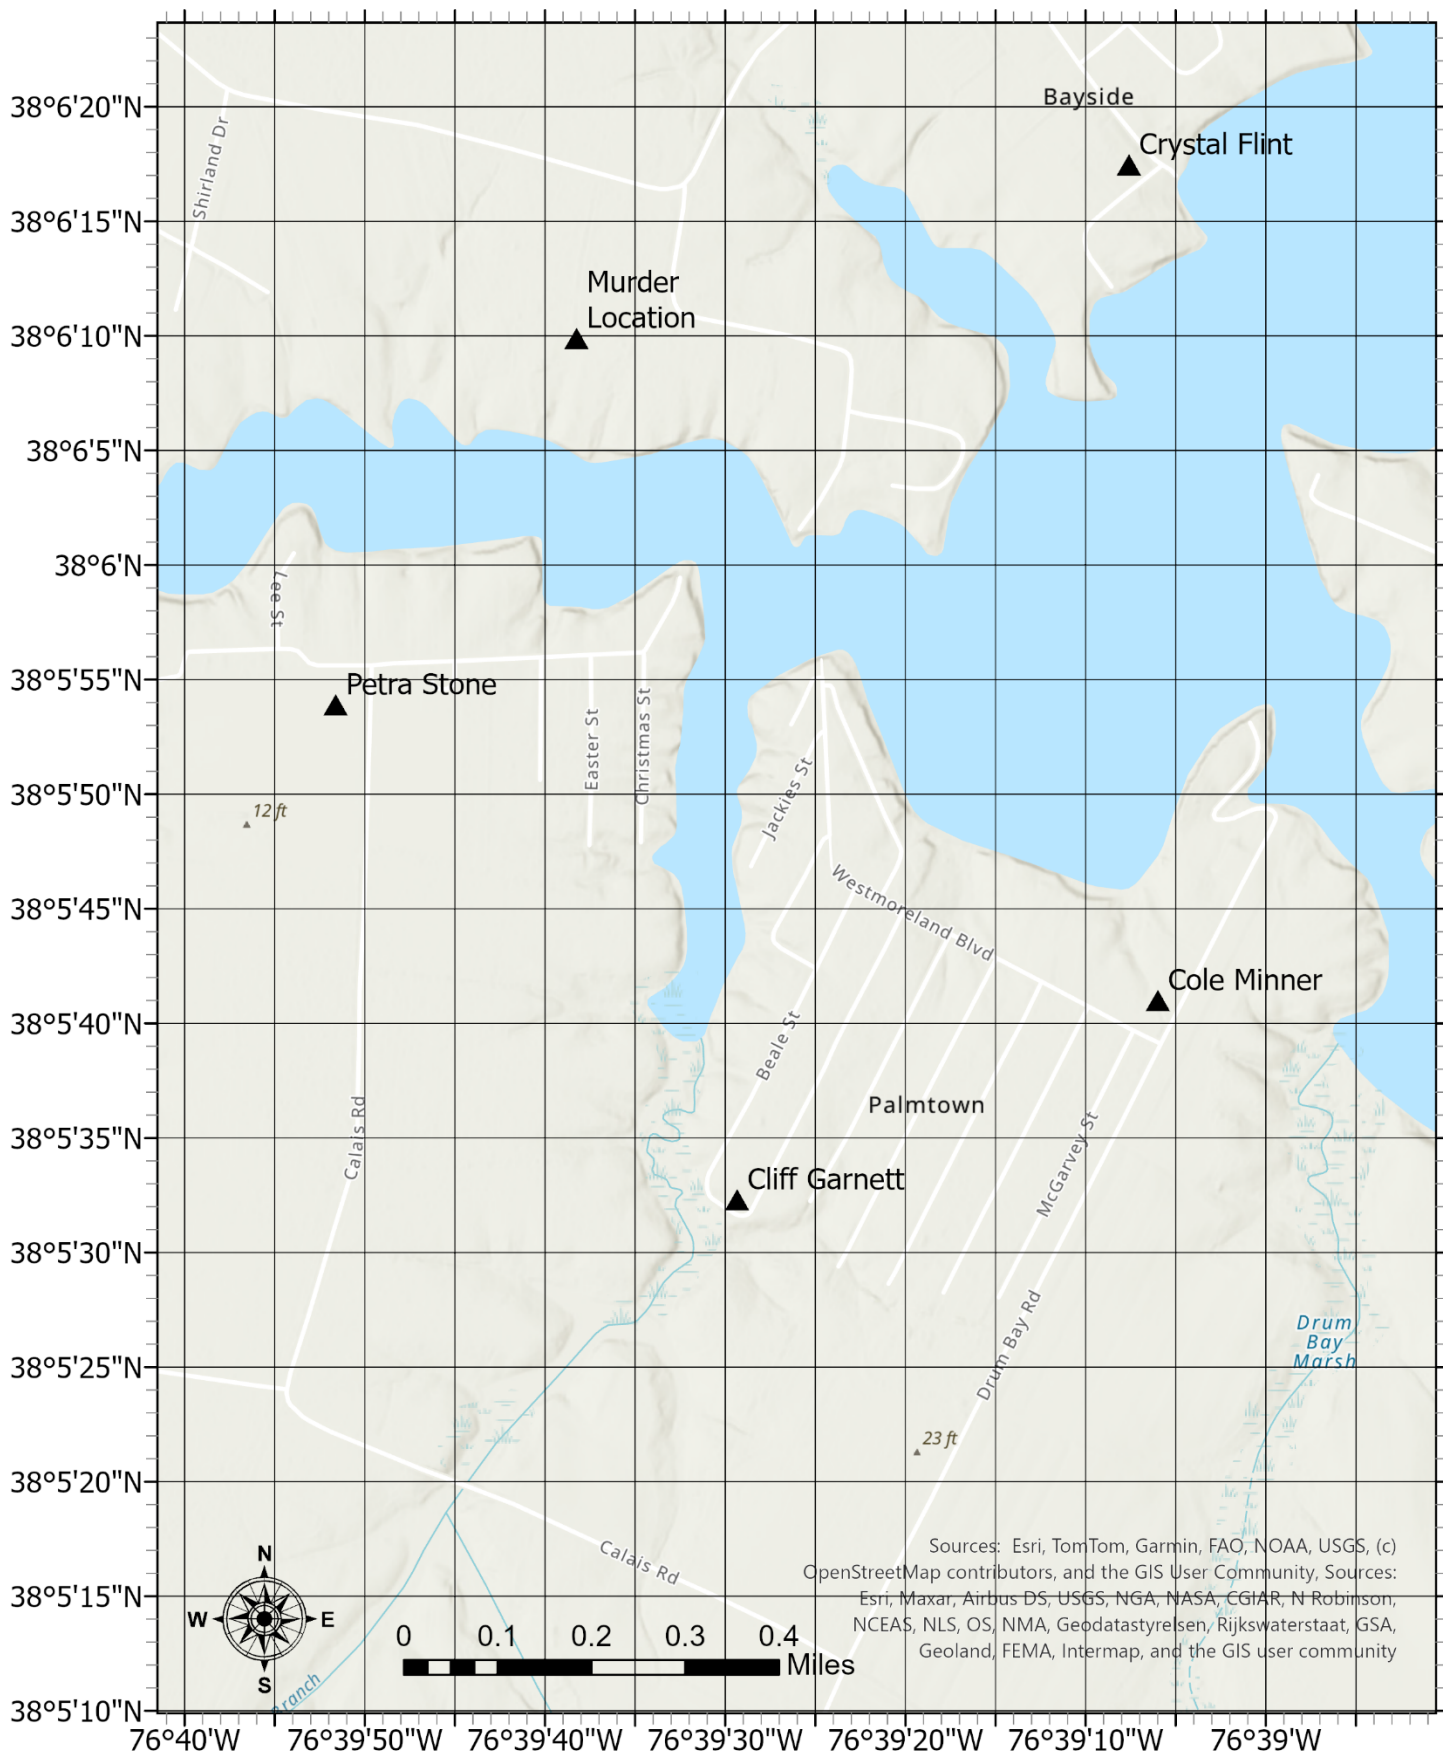 38°6'20"N
Bayside
Crystal Flint
Shirland Dr
38°6'15"N
Murder
Location
38°6'10"N
38°6'5"N
38°6'N
Lee St
38°5'55"N
Petra Stone
Easter St
Christmas St
Jackies St
12 ft
38°5'50"N
Westmoreland Blvd
38°5'45"N
Cole Minner
38°5'40"N
Beale St
Palmtown
Calais Rd
McGarvey St
38°5'35"N
Cliff Garnett
38°5'30"N
Drum Bay Rd
Drum
Bay
Marsh
38°5'25"N
23 ft
38°5'20"N
Calais Rd
Sources: Esri, TomTom, Garmin, FAO, NOAA, USGS, (c)
OpenStreetMap contributors, and the GIS User Community, Sources:
Esri, Maxar, Airbus DS, USGS, NGA, NASA, CGIAR, N Robinson,
NCEAS, NLS, OS, NMA, Geodatastyrelsen, Rijkswaterstaat, GSA,
Geoland, FEMA, Intermap, and the GIS user community
38°5'15"N
N
W E
S
0 0.1 0.2 0.3 0.4
Miles
Branch
38°5'10"N
76°40'W 76°39'50"W 76°39'40"W 76°39'30"W 76°39'20"W 76°39'10"W 76°39'W